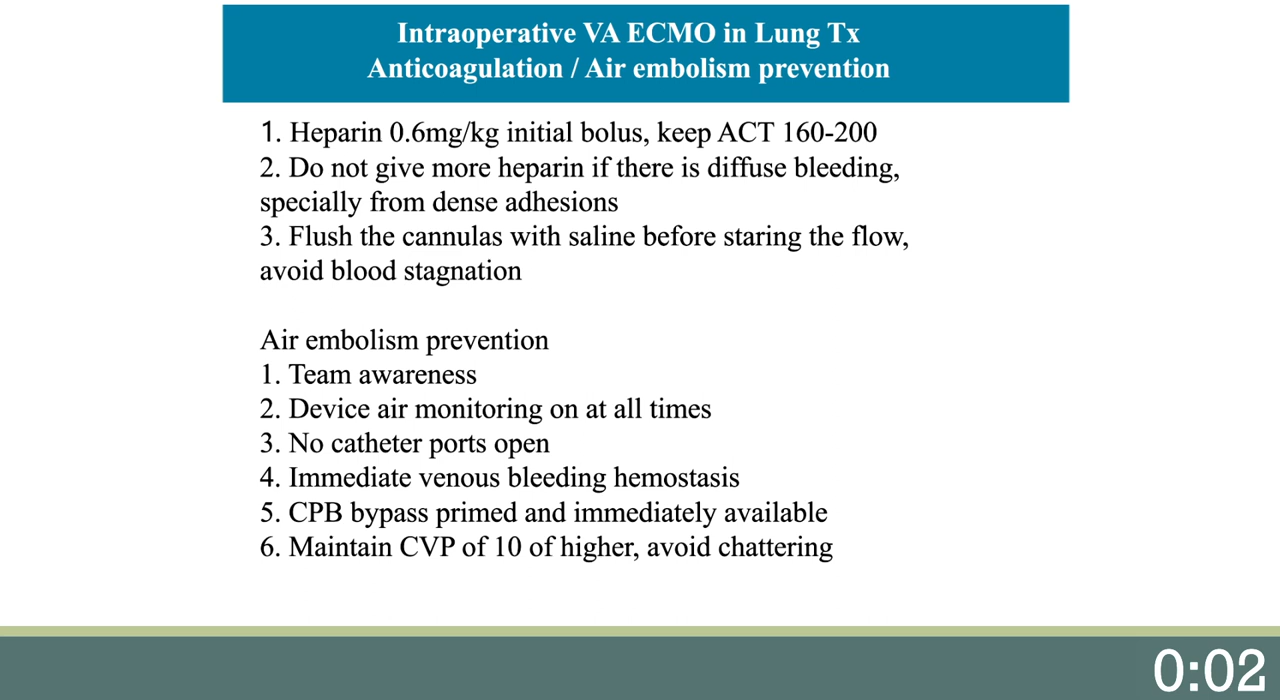 Intraoperative VA ECMO in Lung Tx
Anticoagulation / Air embolism prevention
1. Heparin 0.6mg/kg initial bolus, keep ACT 160-200
2. Do not give more heparin if there is diffuse bleeding,
specially from dense adhesions
3. Flush the cannulas with saline before staring the flow,
avoid blood stagnation
Air embolism prevention
1. Team awareness
2. Device air monitoring on at all times
3. No catheter ports open
4. Immediate venous bleeding hemostasis
5. CPB bypass primed and immediately available
6. Maintain CVP of 10 of higher, avoid chattering
0:02